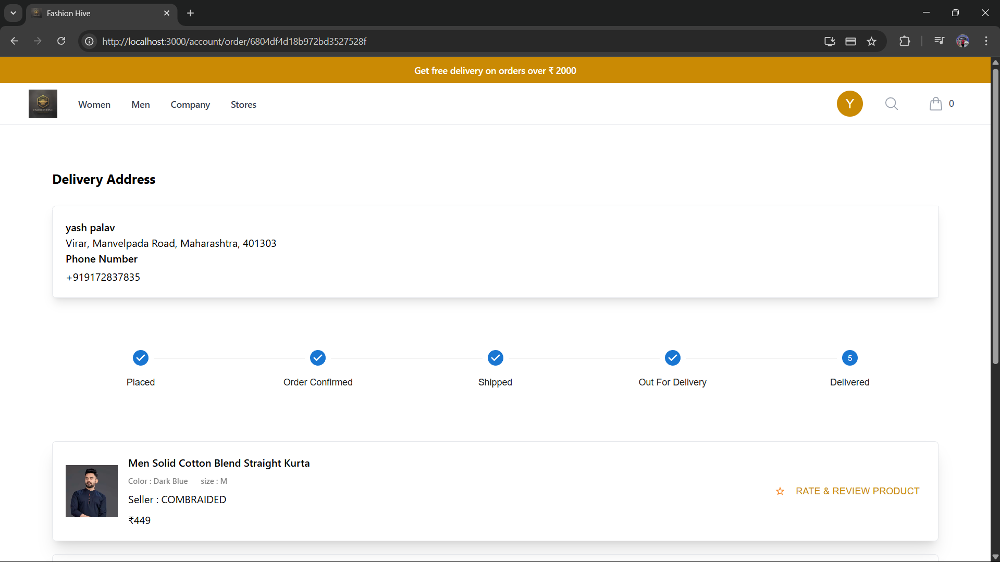 Fashion Hive
http://localhost:3000/account/order/6804df4d18b972bd3527528f
Get free delivery on orders over ₹ 2000
FASHION HIVE
Women
Men
Company
Stores
Y
0
Delivery Address
yash palav
Virar, Manvelpada Road, Maharashtra, 401303
Phone Number
+919172837835
5
Placed
Order Confirmed
Shipped
Out For Delivery
Delivered
Men Solid Cotton Blend Straight Kurta
Color : Dark Blue size : M
Seller : COMBRAIDED
₹449
RATE & REVIEW PRODUCT